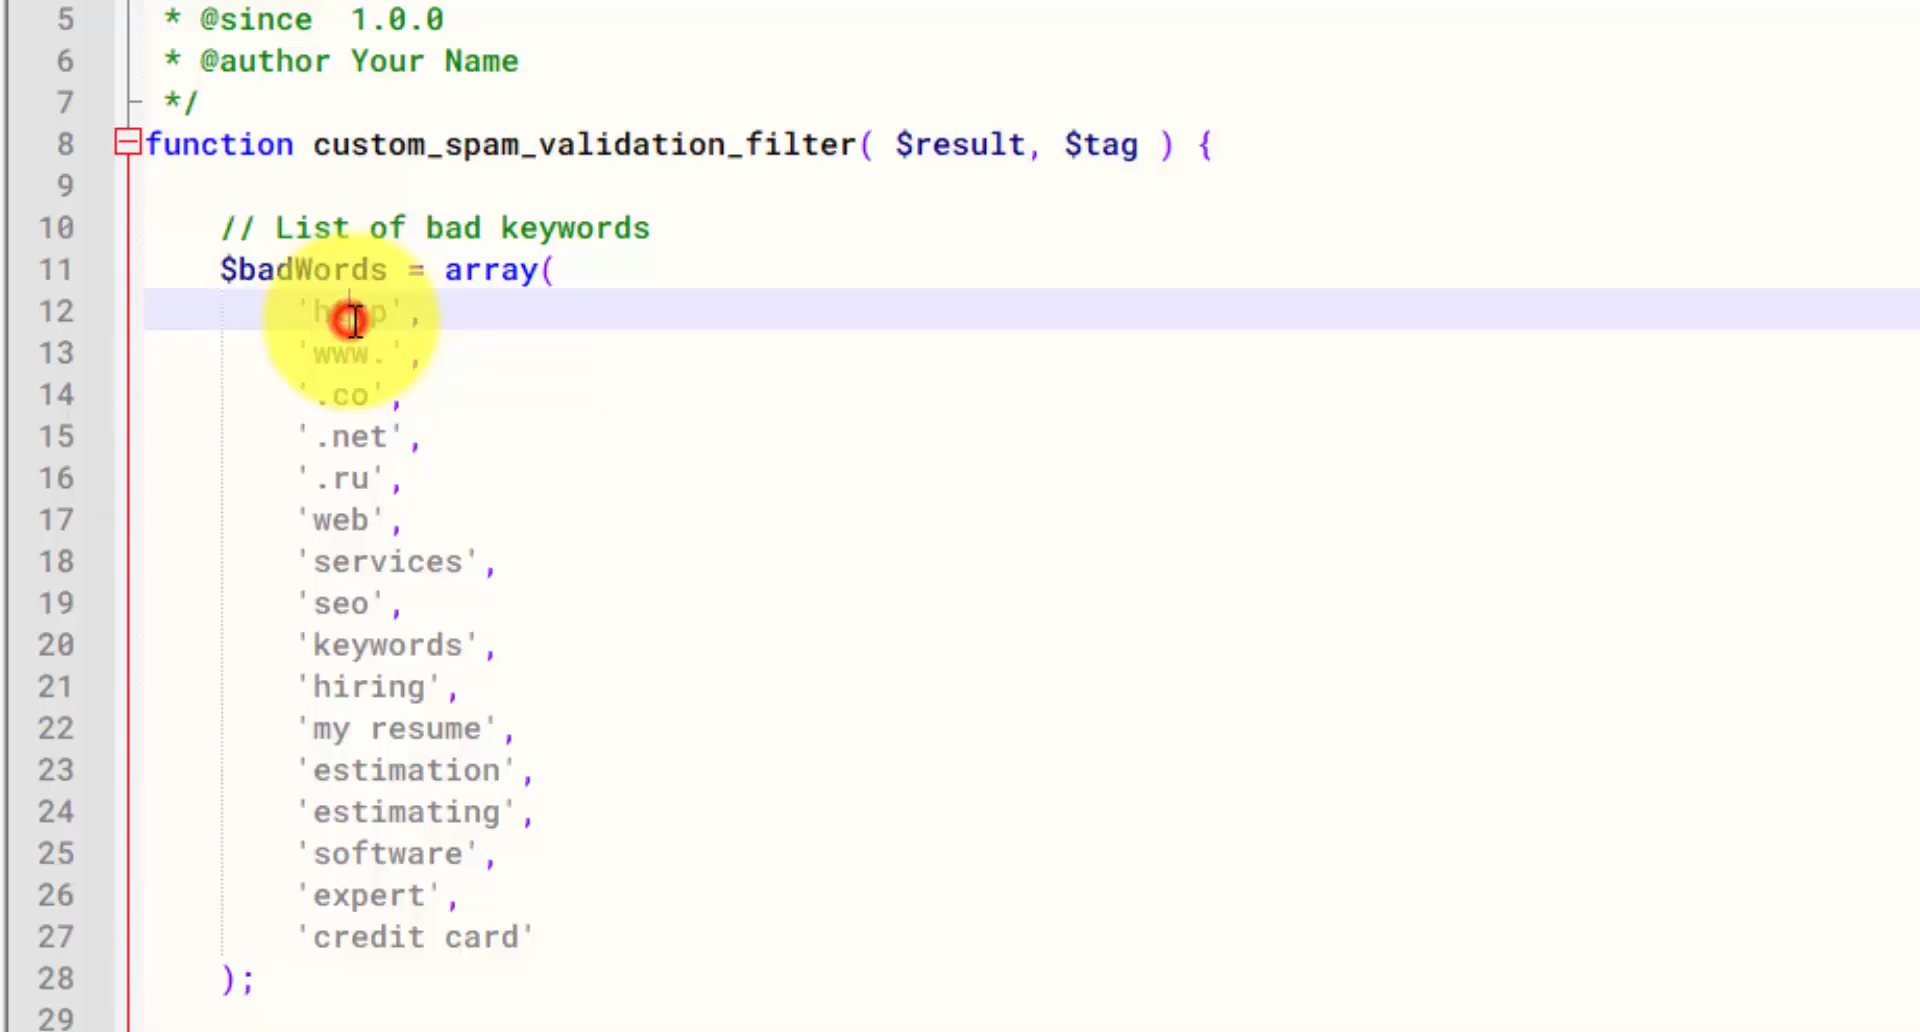 5 * @since 1.0.0
6 * @author Your Name
7 */
8 function custom_spam_validation_filter( $result, $tag ) {
9
10 // List of bad keywords
11 $badWords = array(
12
13 'www.',
14 '.co',
15 '.net',
16 '.ru',
17 'web',
18 'services',
19 'seo',
20 'keywords',
21 'hiring',
22 'my resume',
23 'estimation',
24 'estimating',
25 'software',
26 'expert',
27 'credit card'
28 );
29